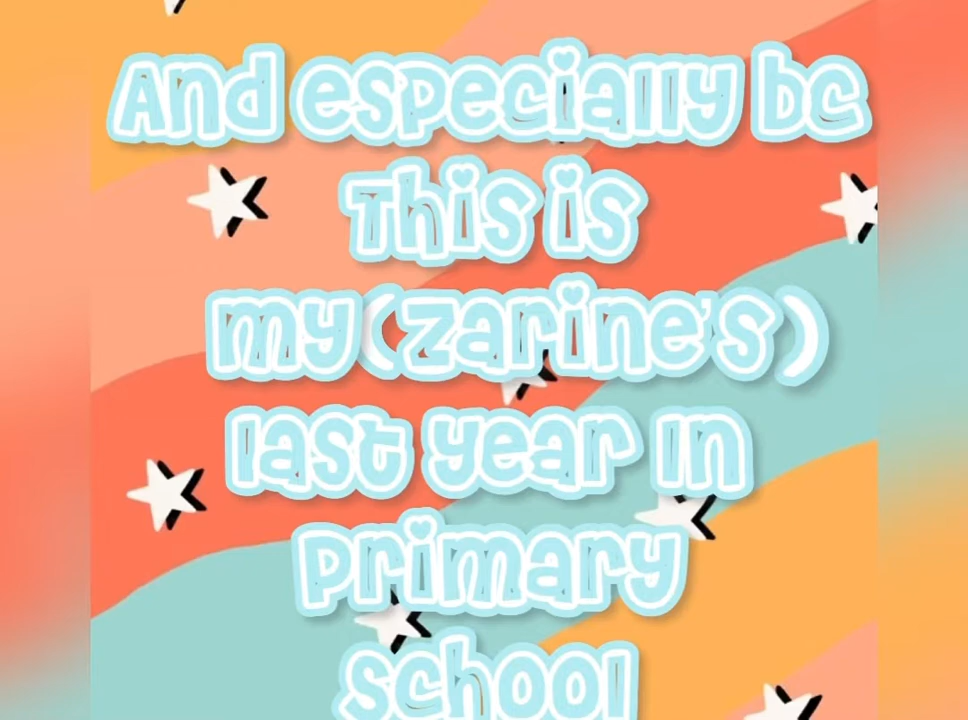 And especially bc
This is
my(zarine's)
last year in
primary
school